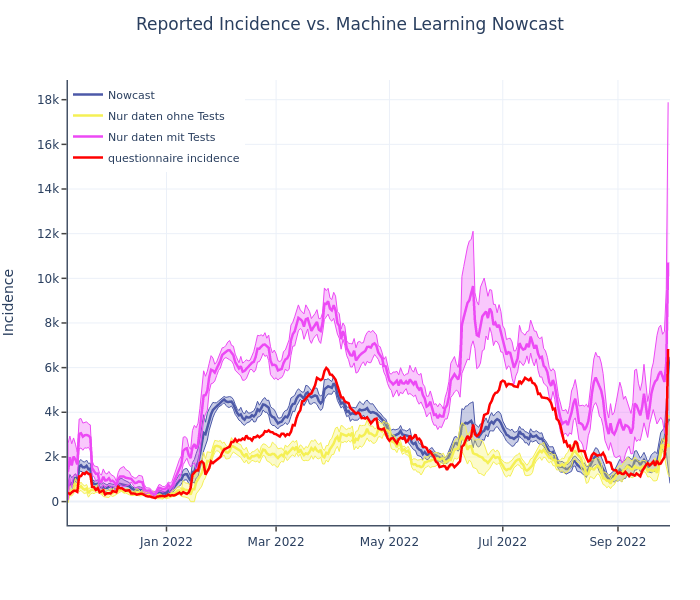 Reported Incidence vs. Machine Learning Nowcast
Nowcast
Nur daten ohne Tests
Nur daten mit Tests
questionnaire incidence
18k
16k
14k
12k
10k
8k
6k
4k
2k
0
Incidence
Jan 2022
Mar 2022
May 2022
Jul 2022
Sep 2022